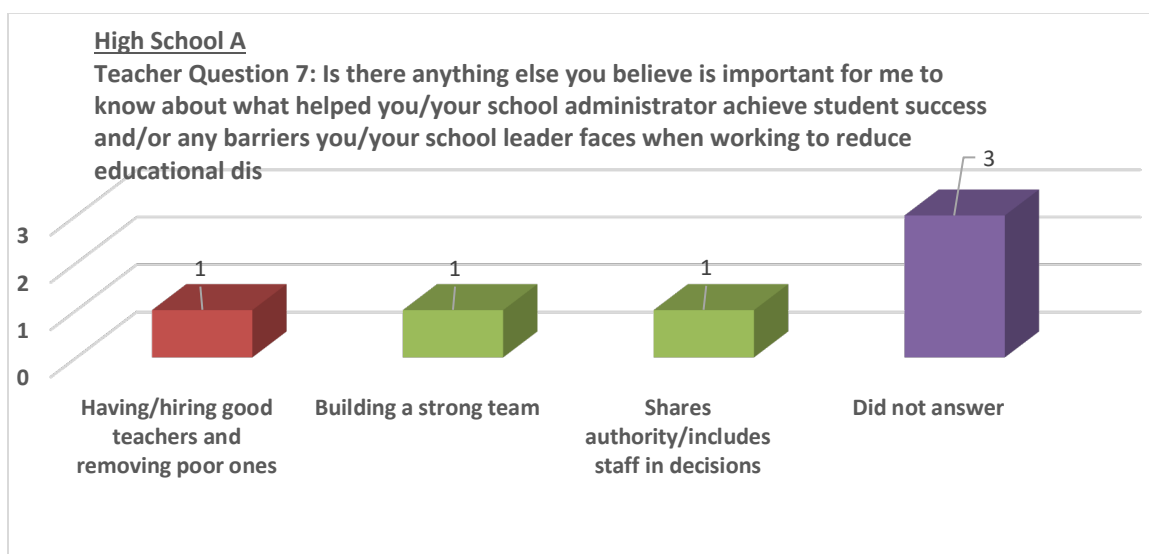 High School A
Teacher Question 7: Is there anything else you believe is important for me to
know about what helped you/your school administrator achieve student success
and/or any barriers you/your school leader faces when working to reduce
educational dis
3
3
2
1
0
1
1
1
Having/hiring good
teachers and
removing poor ones
Building a strong team
Shares
authority/includes
staff in decisions
Did not answer